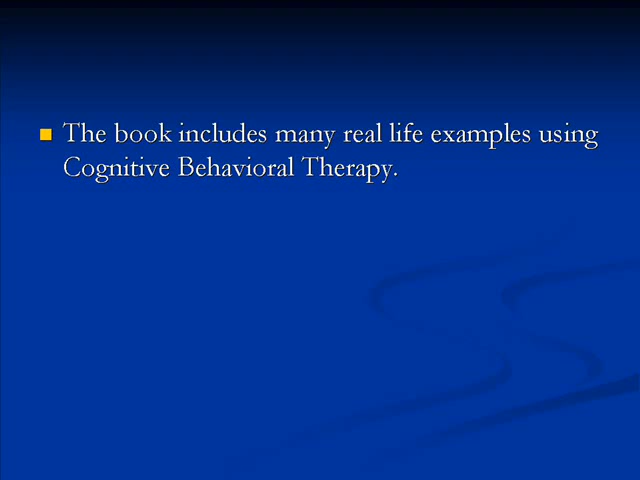 The book includes many real life examples using
Cognitive Behavioral Therapy.